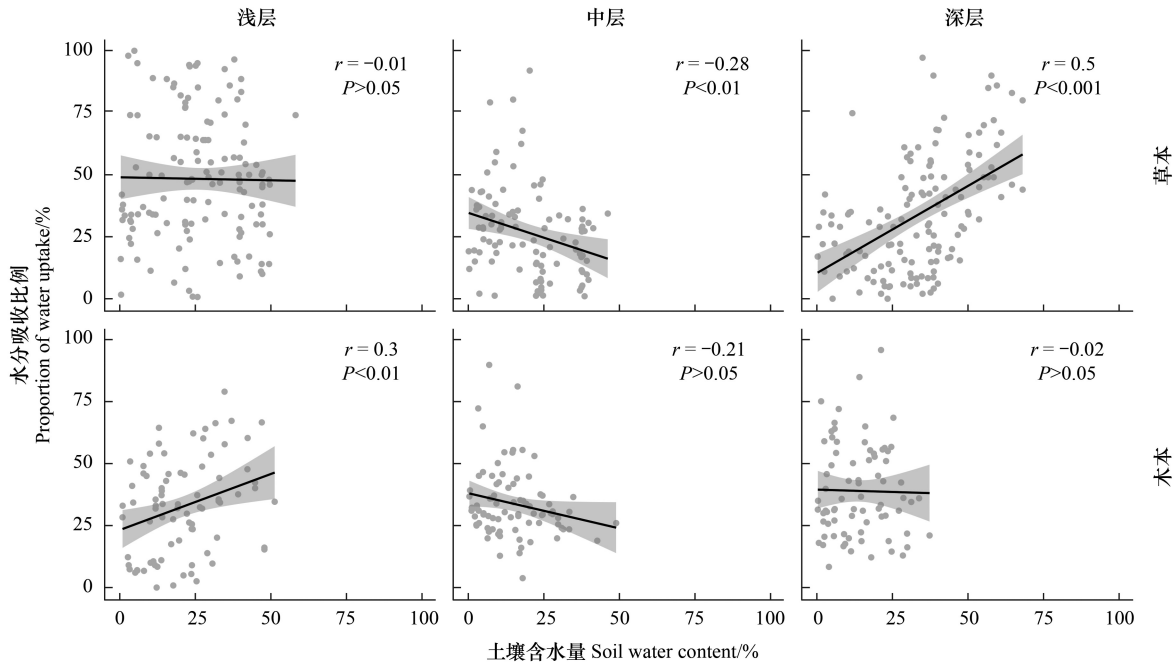 浅层
中层
深层
100
75
50
25
0
r = −0.01
P>0.05
r = −0.28
P<0.01
r = 0.5
P<0.001
草本
100
75
50
25
0
r = 0.3
P<0.01
r = −0.21
P>0.05
r = −0.02
P>0.05
木本
水分吸收比例
Proportion of water uptake/%
0 25 50 75 100
0 25 50 75 100
0 25 50 75 100
土壤含水量 Soil water content/%